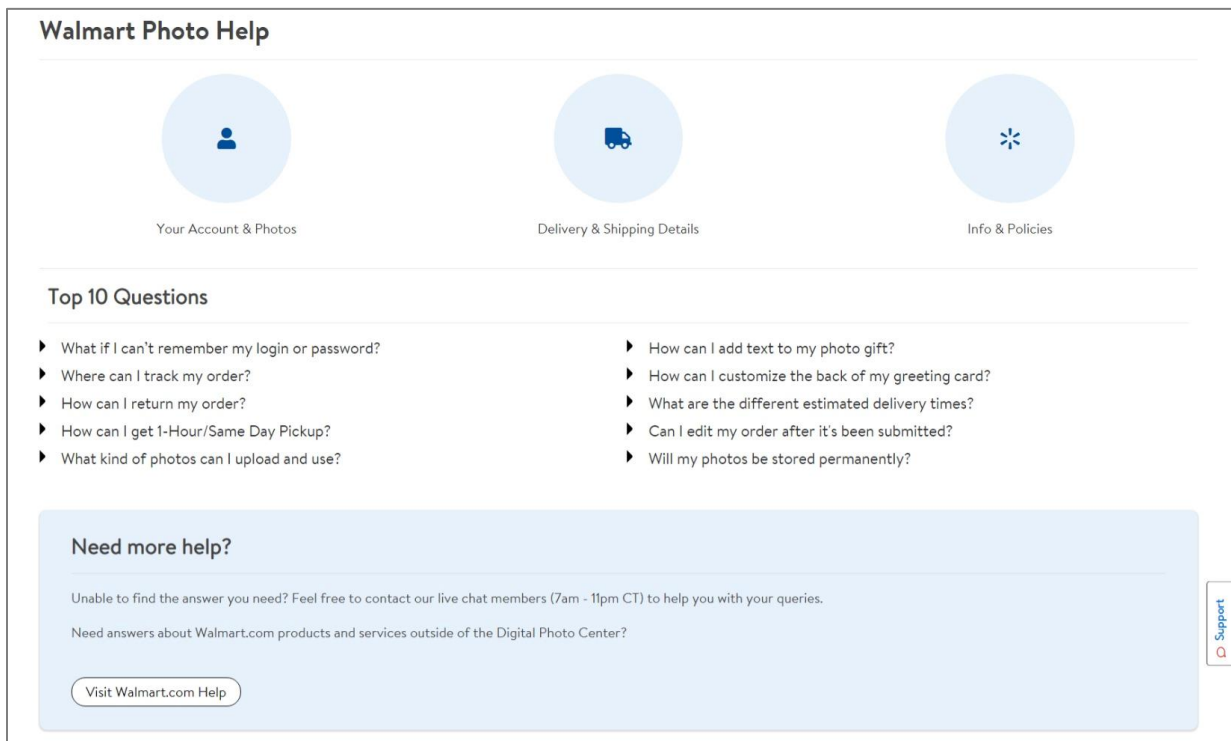 Walmart Photo Help
Your Account & Photos
Delivery & Shipping Details
Info & Policies
Top 10 Questions
What if I can't remember my login or password?
Where can I track my order?
How can I return my order?
How can I get 1-Hour/Same Day Pickup?
What kind of photos can I upload and use?
How can I add text to my photo gift?
How can I customize the back of my greeting card?
What are the different estimated delivery times?
Can I edit my order after it's been submitted?
Will my photos be stored permanently?
Need more help?
Unable to find the answer you need? Feel free to contact our live chat members (7am - 11pm CT) to help you with your queries.
Need answers about Walmart.com products and services outside of the Digital Photo Center?
Visit Walmart.com Help
Support